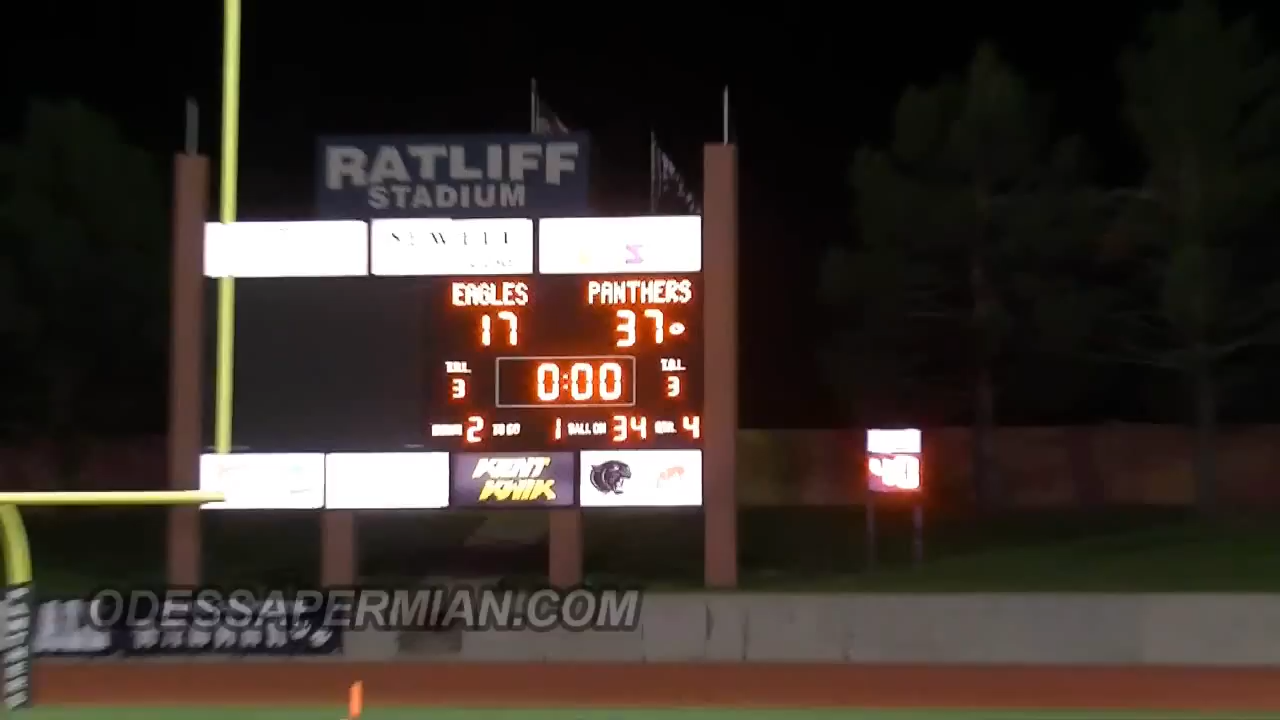 RATLIFF
STADIUM
EAGLES PANTHERS
17 37
T.O.L. T.O.L.
3 0:00 3
DOWN 2 TO GO 1 BALL ON 34 QTR. 4
KENT
KWIK
ODESSAPERMIAN.COM